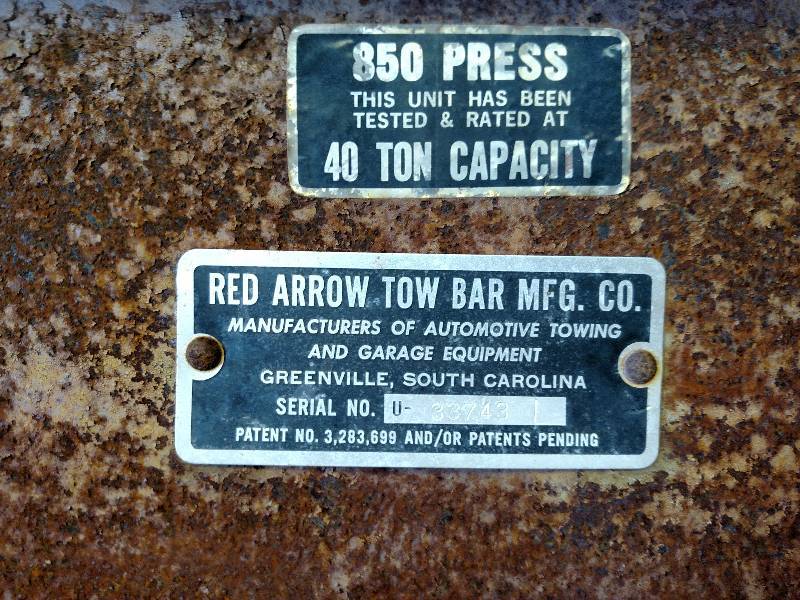 850 PRESS
THIS UNIT HAS BEEN
TESTED & RATED AT
40 TON CAPACITY
RED ARROW TOW BAR MFG. CO.
MANUFACTURERS OF AUTOMOTIVE TOWING
AND GARAGE EQUIPMENT
GREENVILLE, SOUTH CAROLINA
SERIAL NO. U- 33743
PATENT NO. 3,283,699 AND/OR PATENTS PENDING